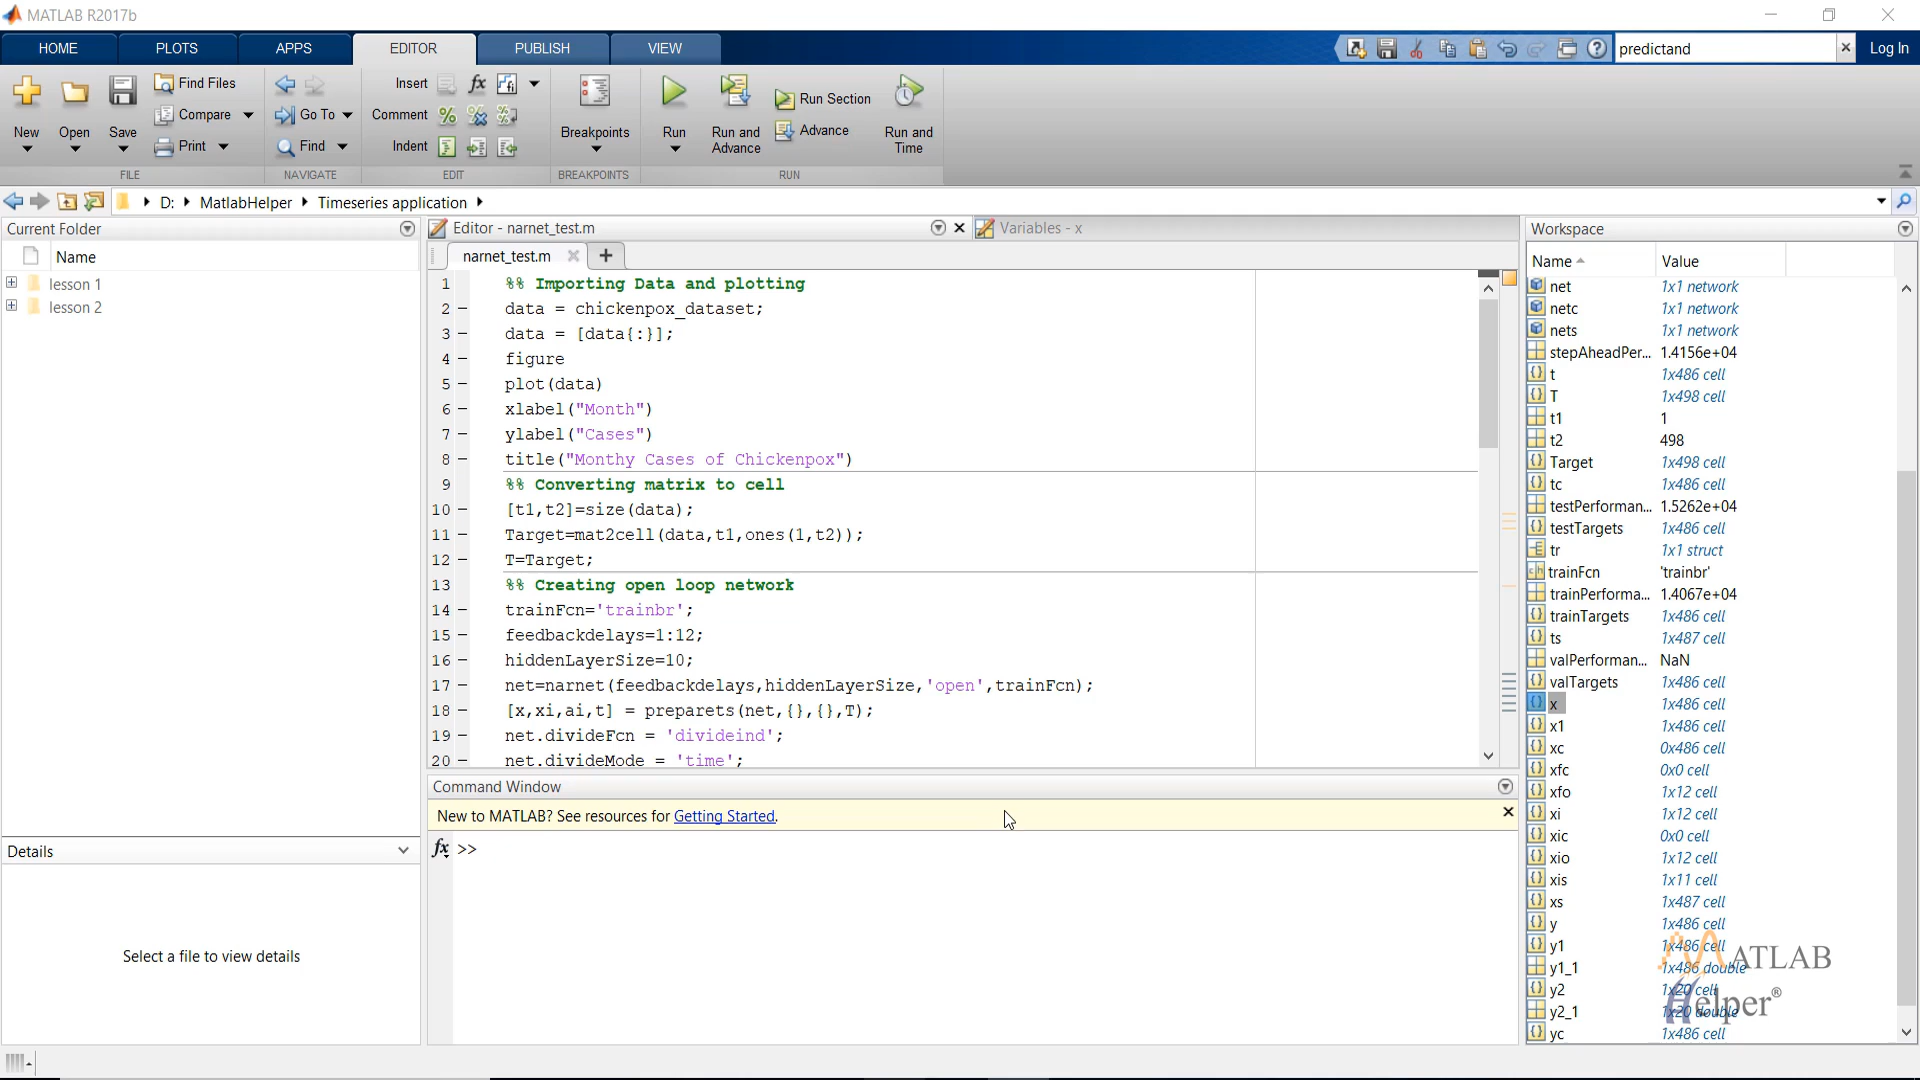 MATLAB R2017b
HOME PLOTS APPS EDITOR PUBLISH VIEW predictand Log In
New Open Save Find Files Compare Print Go To Find Insert Comment Indent fx Breakpoints Run Run and Advance Run Section Advance Run and Time
FILE NAVIGATE EDIT BREAKPOINTS RUN
D: MatlabHelper Timeseries application
Current Folder
Name
lesson 1
lesson 2
Details
Select a file to view details
Editor - narnet_test.m Variables - x
narnet_test.m
1 %% Importing Data and plotting
2 – data = chickenpox_dataset;
3 – data = [data{:}];
4 – figure
5 – plot(data)
6 – xlabel("Month")
7 – ylabel("Cases")
8 – title("Monthy Cases of Chickenpox")
9 %% Converting matrix to cell
10 – [t1,t2]=size(data);
11 – Target=mat2cell(data,t1,ones(1,t2));
12 – T=Target;
13 %% Creating open loop network
14 – trainFcn='trainbr';
15 – feedbackdelays=1:12;
16 – hiddenLayerSize=10;
17 – net=narnet(feedbackdelays,hiddenLayerSize,'open',trainFcn);
18 – [x,xi,ai,t] = preparets(net,{},{},T);
19 – net.divideFcn = 'divideind';
20 – net.divideMode = 'time';
Command Window
New to MATLAB? See resources for Getting Started.
fx >>
Workspace
Name Value
net 1x1 network
netc 1x1 network
nets 1x1 network
stepAheadPer... 1.4156e+04
t 1x486 cell
T 1x498 cell
t1 1
t2 498
Target 1x498 cell
tc 1x486 cell
testPerforman... 1.5262e+04
testTargets 1x486 cell
tr 1x1 struct
trainFcn 'trainbr'
trainPerforma... 1.4067e+04
trainTargets 1x486 cell
ts 1x487 cell
valPerforman... NaN
valTargets 1x486 cell
x 1x486 cell
x1 1x486 cell
xc 0x486 cell
xfc 0x0 cell
xfo 1x12 cell
xi 1x12 cell
xic 0x0 cell
xio 1x12 cell
xis 1x11 cell
xs 1x487 cell
y 1x486 cell
y1 1x486 cell
y1_1 1x486 double
y2 1x20 cell
y2_1 1x20 double
yc 1x486 cell
MATLAB
Helper®